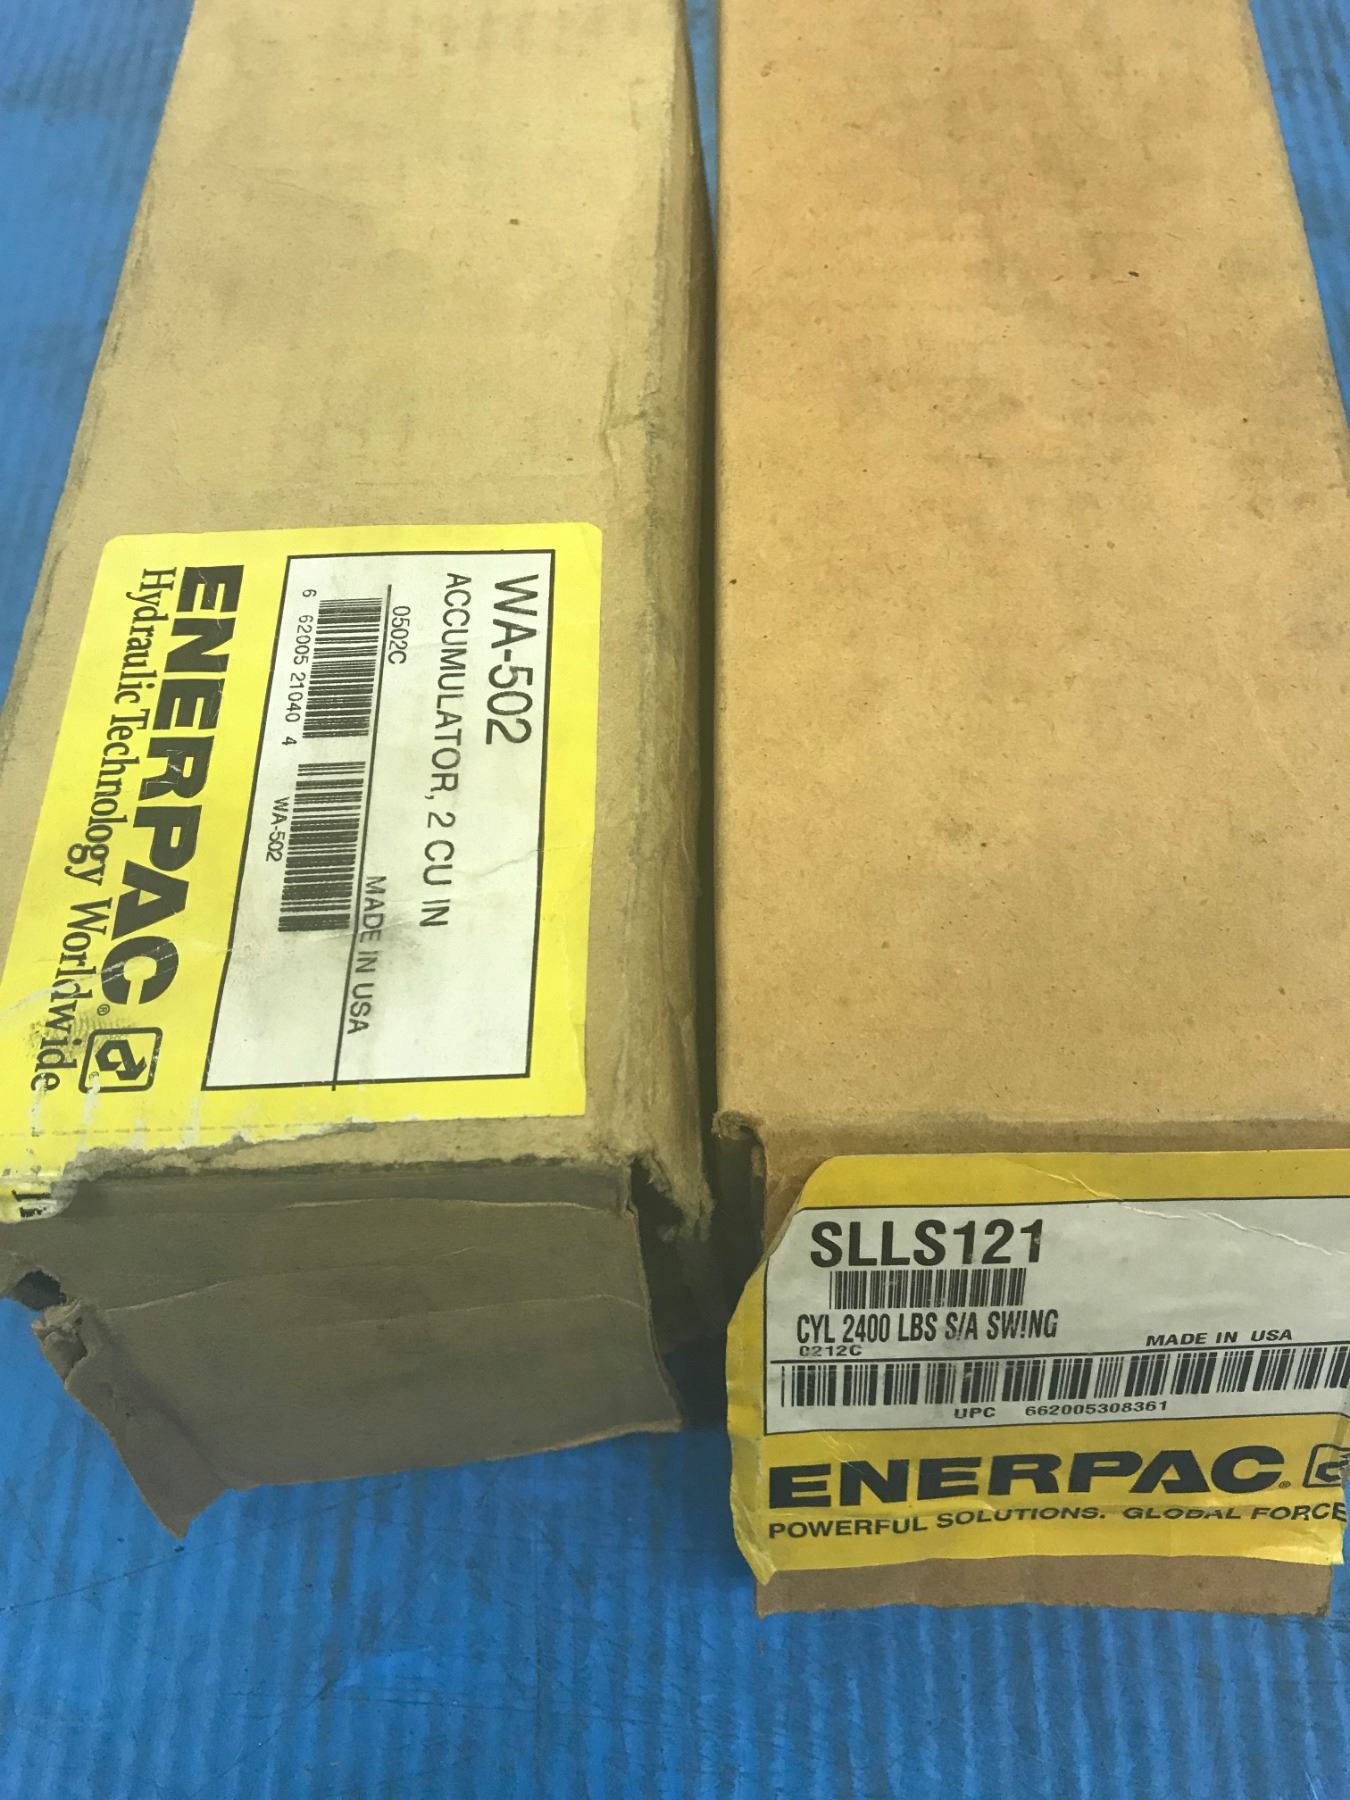 WA-502
ACCUMULATOR, 2 CU IN
0502C
MADE IN USA
6 62005 21040 4
WA-502
ENERPAC®
Hydraulic Technology Worldwide
SLLS121
CYL 2400 LBS S/A SWING
0212C
MADE IN USA
UPC 662005308361
ENERPAC®
POWERFUL SOLUTIONS. GLOBAL FORCE